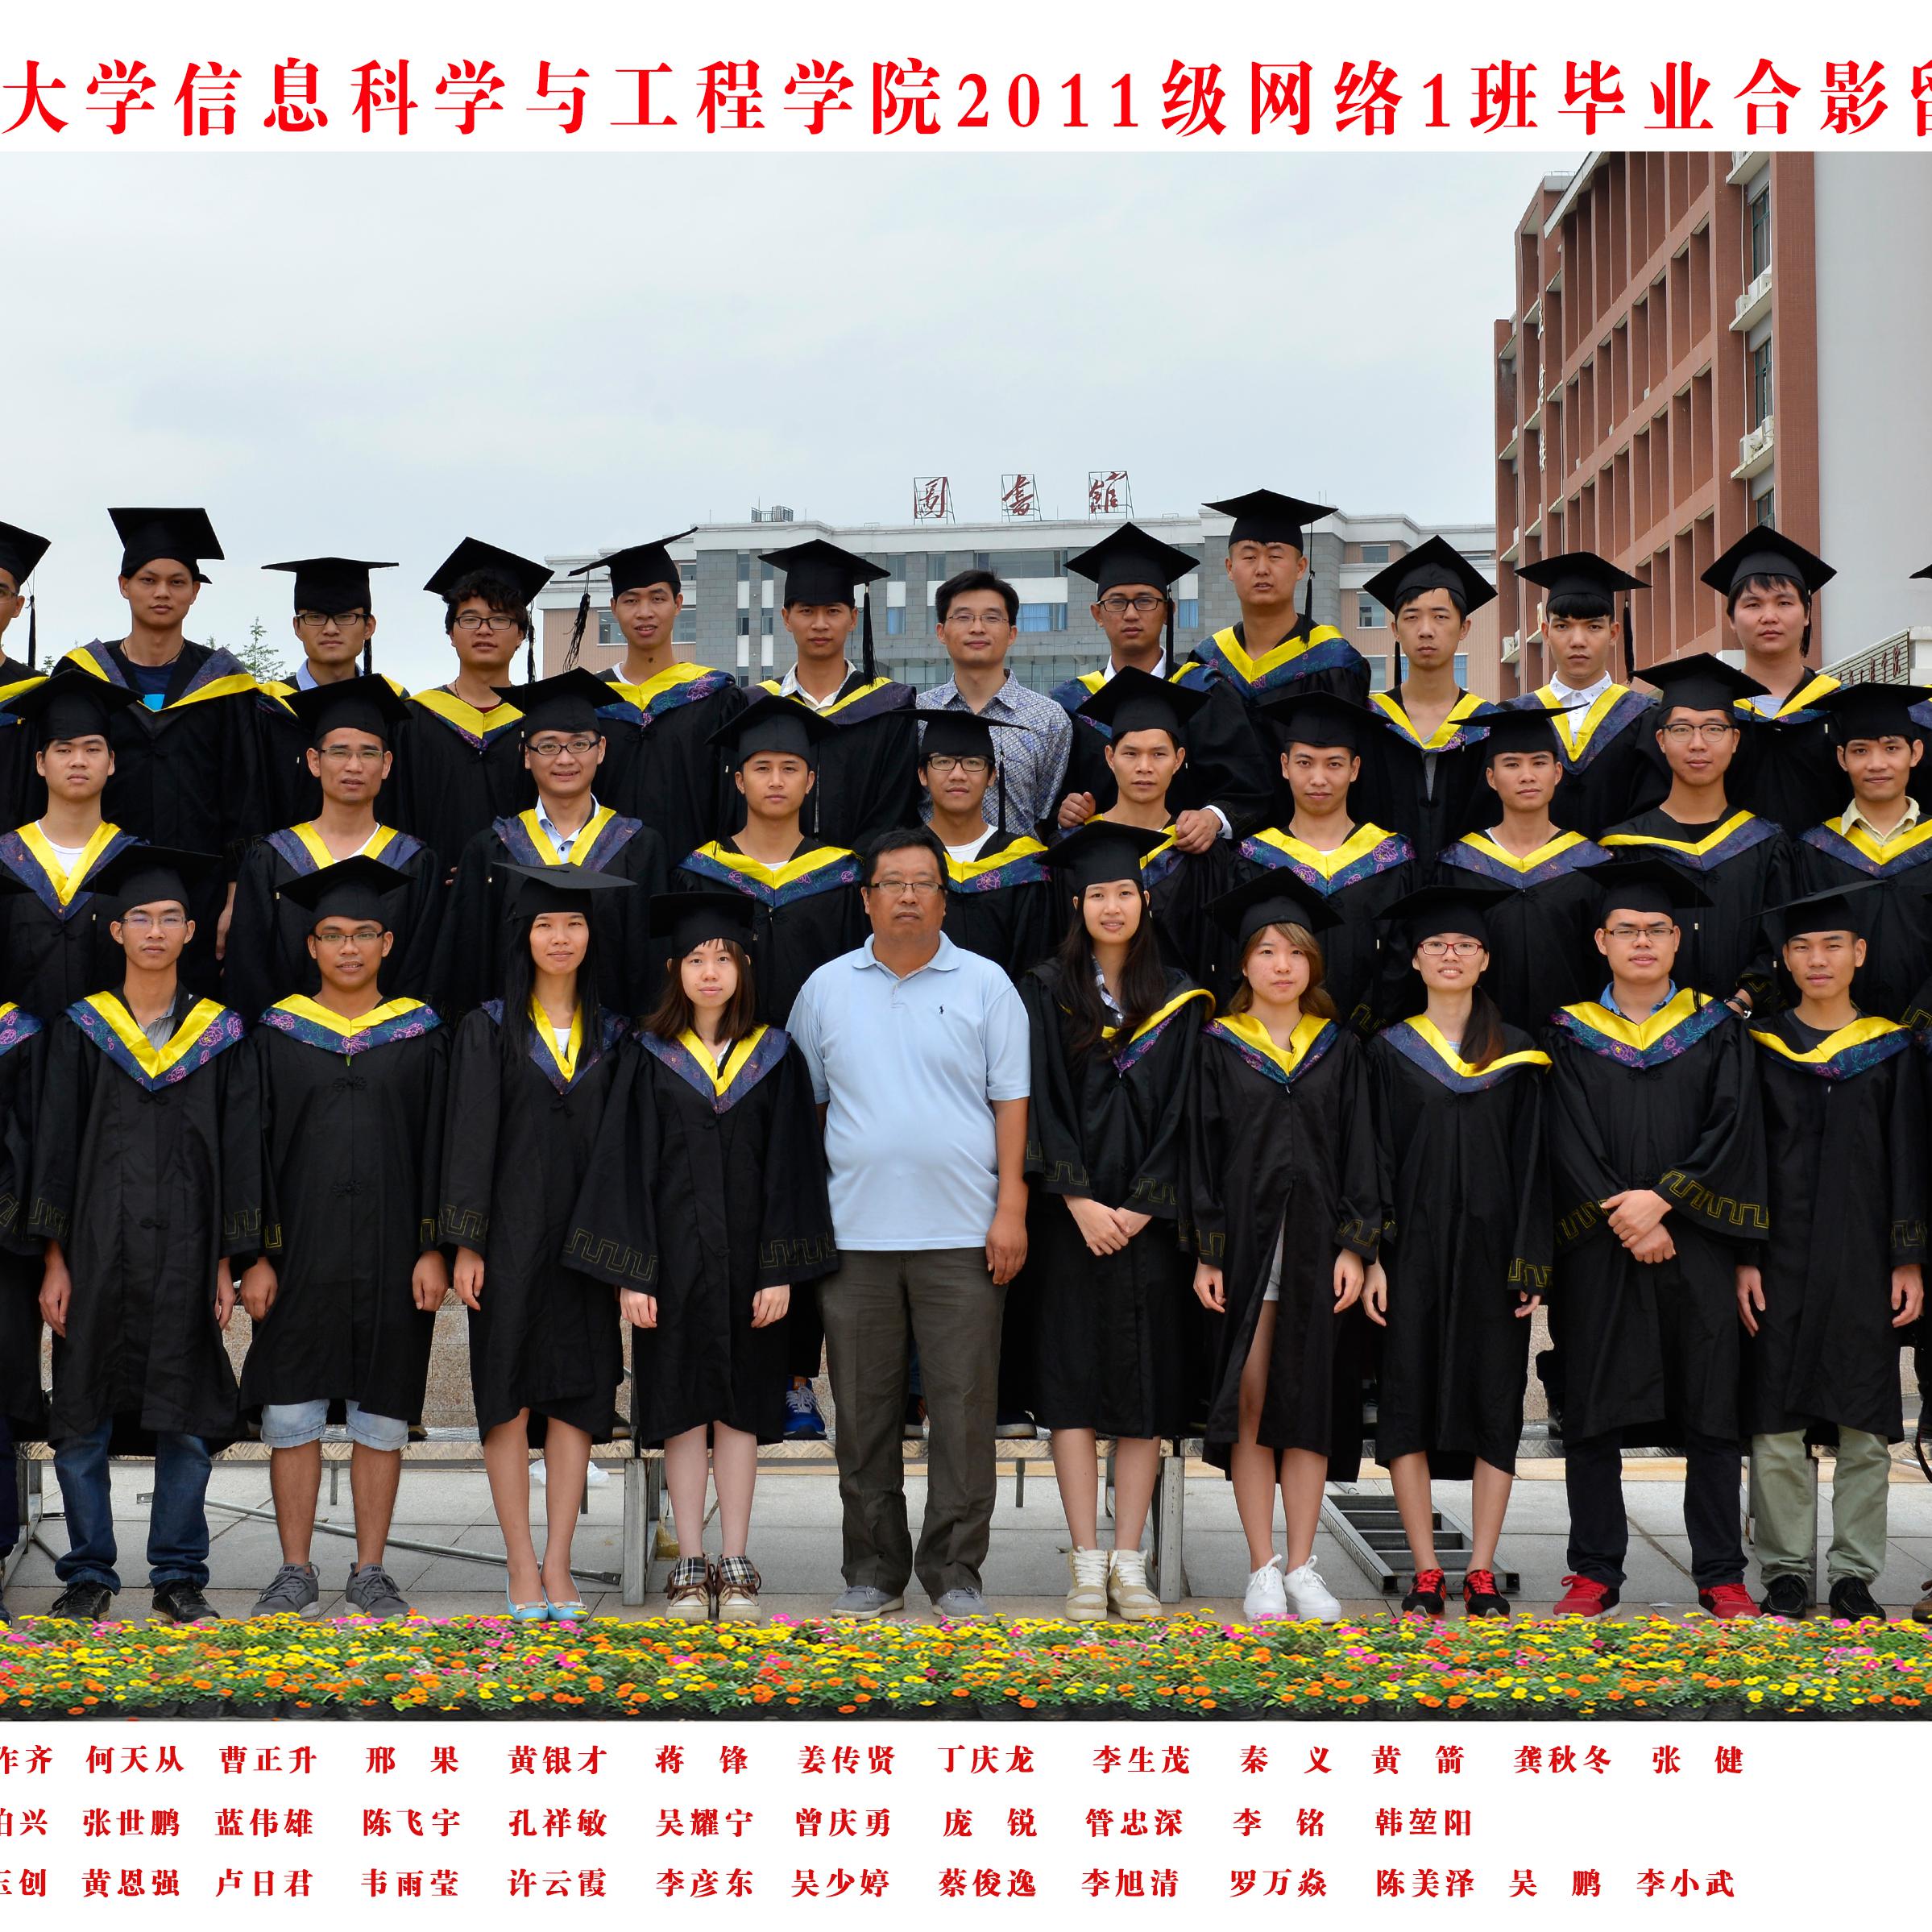 大学信息科学与工程学院2011级网络1班毕业合影留
图书馆
作齐 何天从 曹正升 邢 果 黄银才 蒋 锋 姜传贤 丁庆龙 李生茂 秦 义 黄 箭 龚秋冬 张 健
张世鹏 蓝伟雄 陈飞宇 孔祥敏 吴耀宁 曾庆勇 庞 锐 管忠深 李 铭 韩堃阳
创 黄恩强 卢日君 韦雨莹 许云霞 李彦东 吴少婷 蔡俊逸 李旭清 罗万焱 陈美泽 吴 鹏 李小武